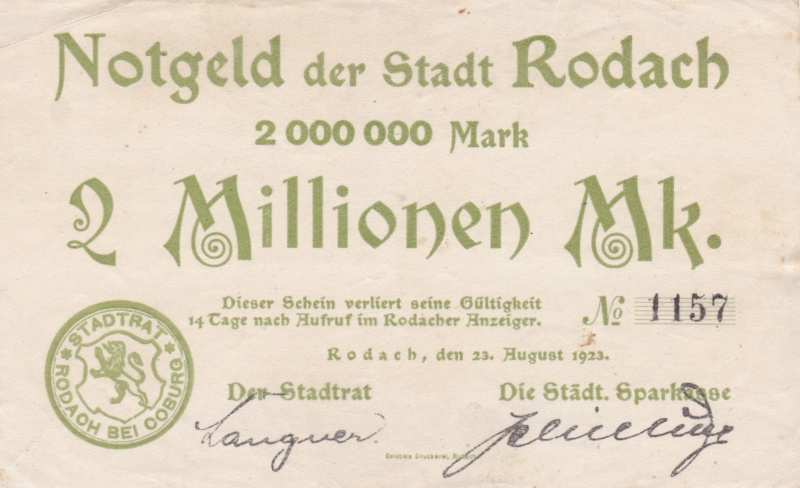 Notgeld der Stadt Rodach
2 000 000 Mark
2 Millionen Mk.
Dieser Schein verliert seine Gültigkeit
14 Tage nach Aufruf im Rodacher Anzeiger.
No 1157
Rodach, den 23. August 1923.
STADTRAT
RODACH BEI COBURG
Der Stadtrat
Die Städt. Sparkasse
Druckerei, Rodach